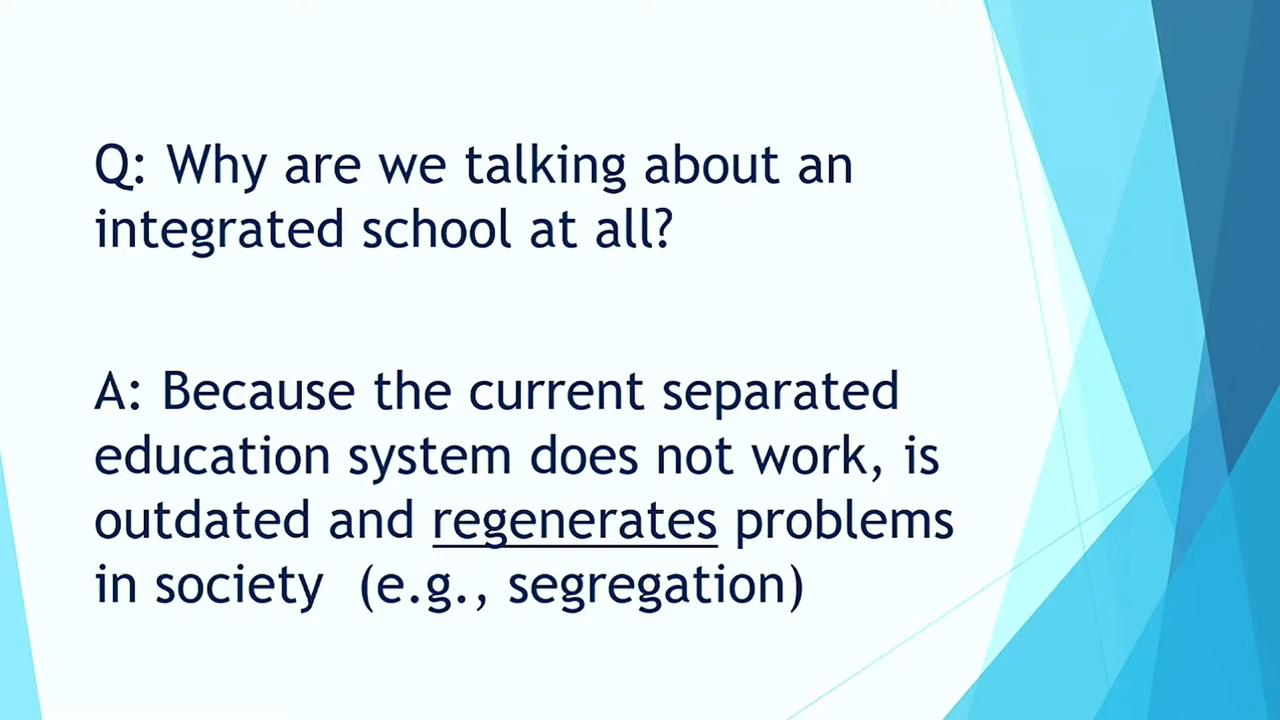 Q: Why are we talking about an
integrated school at all?
A: Because the current separated
education system does not work, is
outdated and regenerates problems
in society  (e.g., segregation)